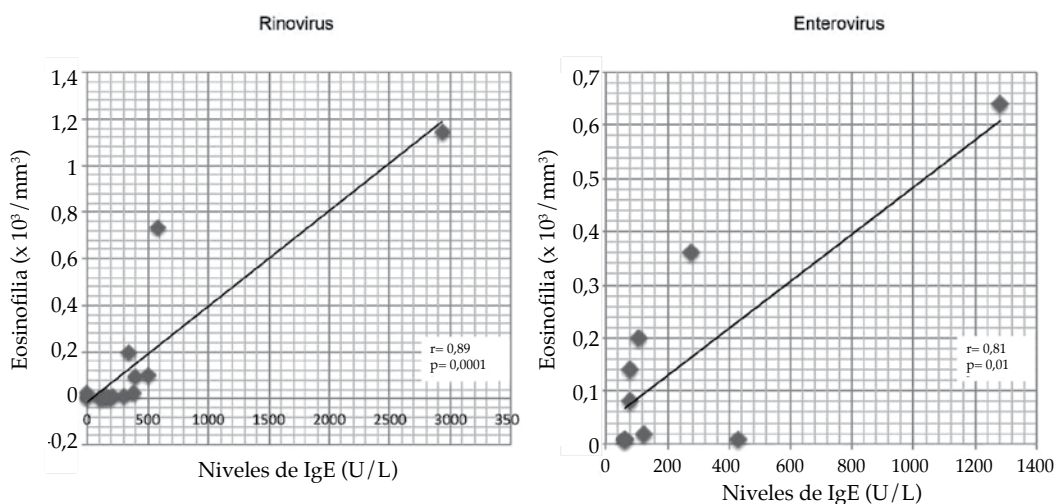 Rinovirus
Eosinofilia (x 10³/mm³)
1,4
1,2
1
0,8
0,6
0,4
0,2
0
-0,2
0 500 1000 1500 2000 2500 3000 350
r= 0,89
p= 0,0001
Niveles de IgE (U/L)
Enterovirus
Eosinofilia (x 10³/mm³)
0,7
0,6
0,5
0,4
0,3
0,2
0,1
0
0 200 400 600 800 1000 1200 1400
r= 0,81
p= 0,01
Niveles de IgE (U/L)